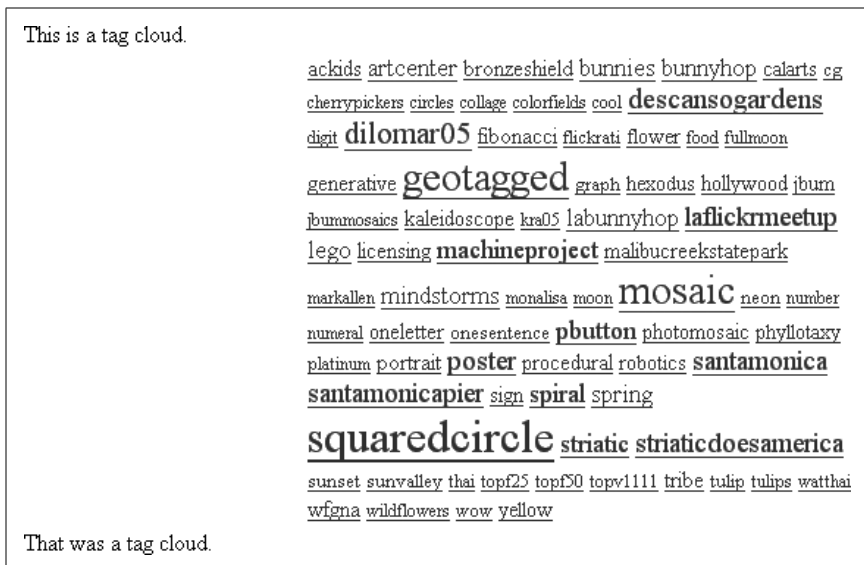 This is a tag cloud.
ackids artcenter bronzeshield bunnies bunnyhop calarts cg
cherrypickers circles collage colorfields cool descansogardens
digit dilomar05 fibonacci flickrati flower food fullmoon
generative geotagged graph hexodus hollywood jbum
jbummosaics kaleidoscope kra05 labunnyhop laflickrmeetup
lego licensing machineproject malibucreekstatepark
markallen mindstorms monalisa moon mosaic neon number
numeral oneletter onesentence pbutton photomosaic phyllotaxy
platinum portrait poster procedural robotics santamonica
santamonicapier sign spiral spring
squaredcircle striatic striaticdoesamerica
sunset sunvalley thai topf25 topf50 topv1111 tribe tulip tulips watthai
wfgna wildflowers wow yellow
That was a tag cloud.